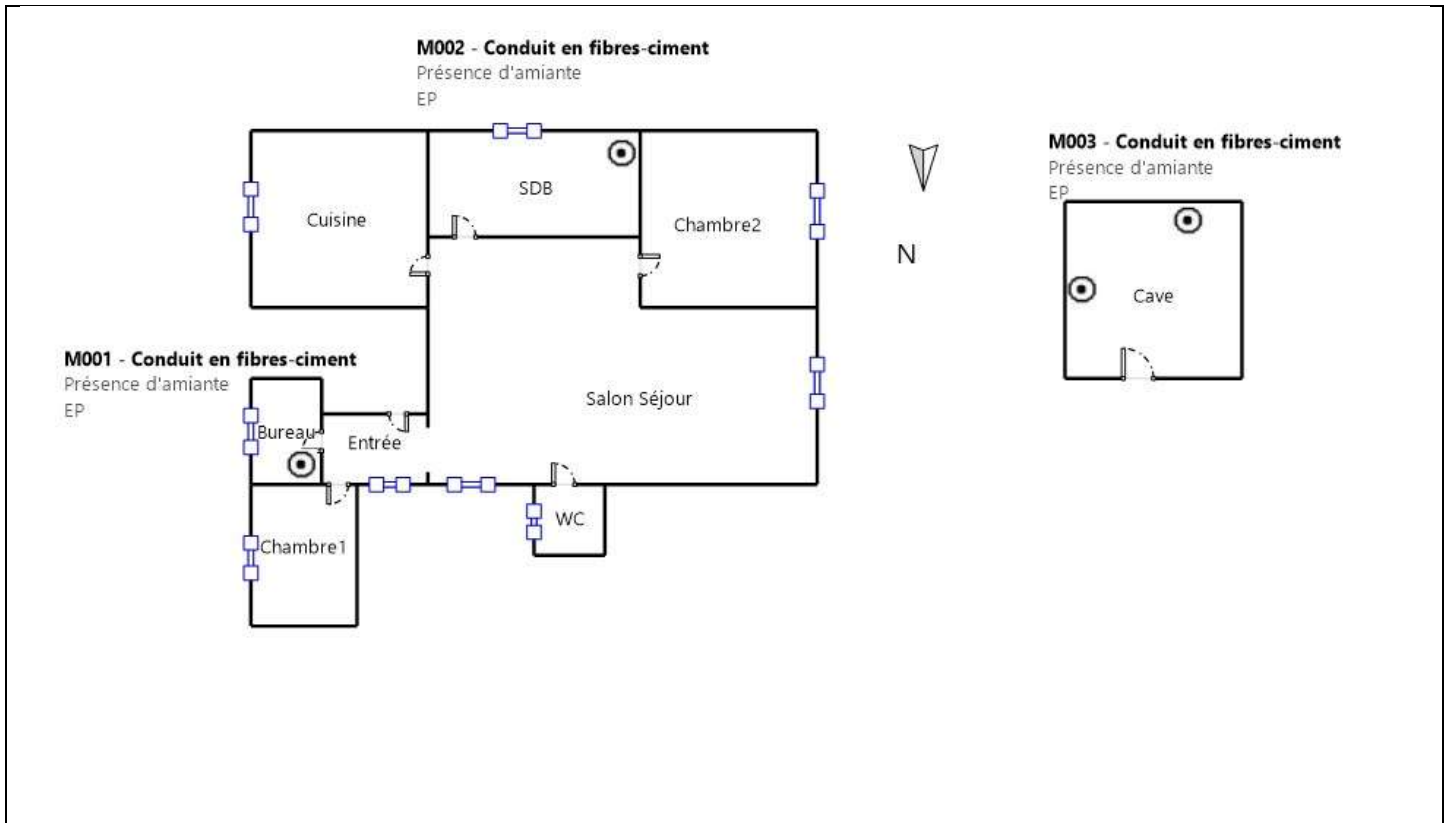 M002 - Conduit en fibres-ciment
Présence d'amiante
EP
M003 - Conduit en fibres-ciment
Présence d'amiante
EP
SDB
Cuisine
Chambre2
N
Cave
M001 - Conduit en fibres-ciment
Présence d'amiante
EP
Salon Séjour
Bureau
Entrée
WC
Chambre1